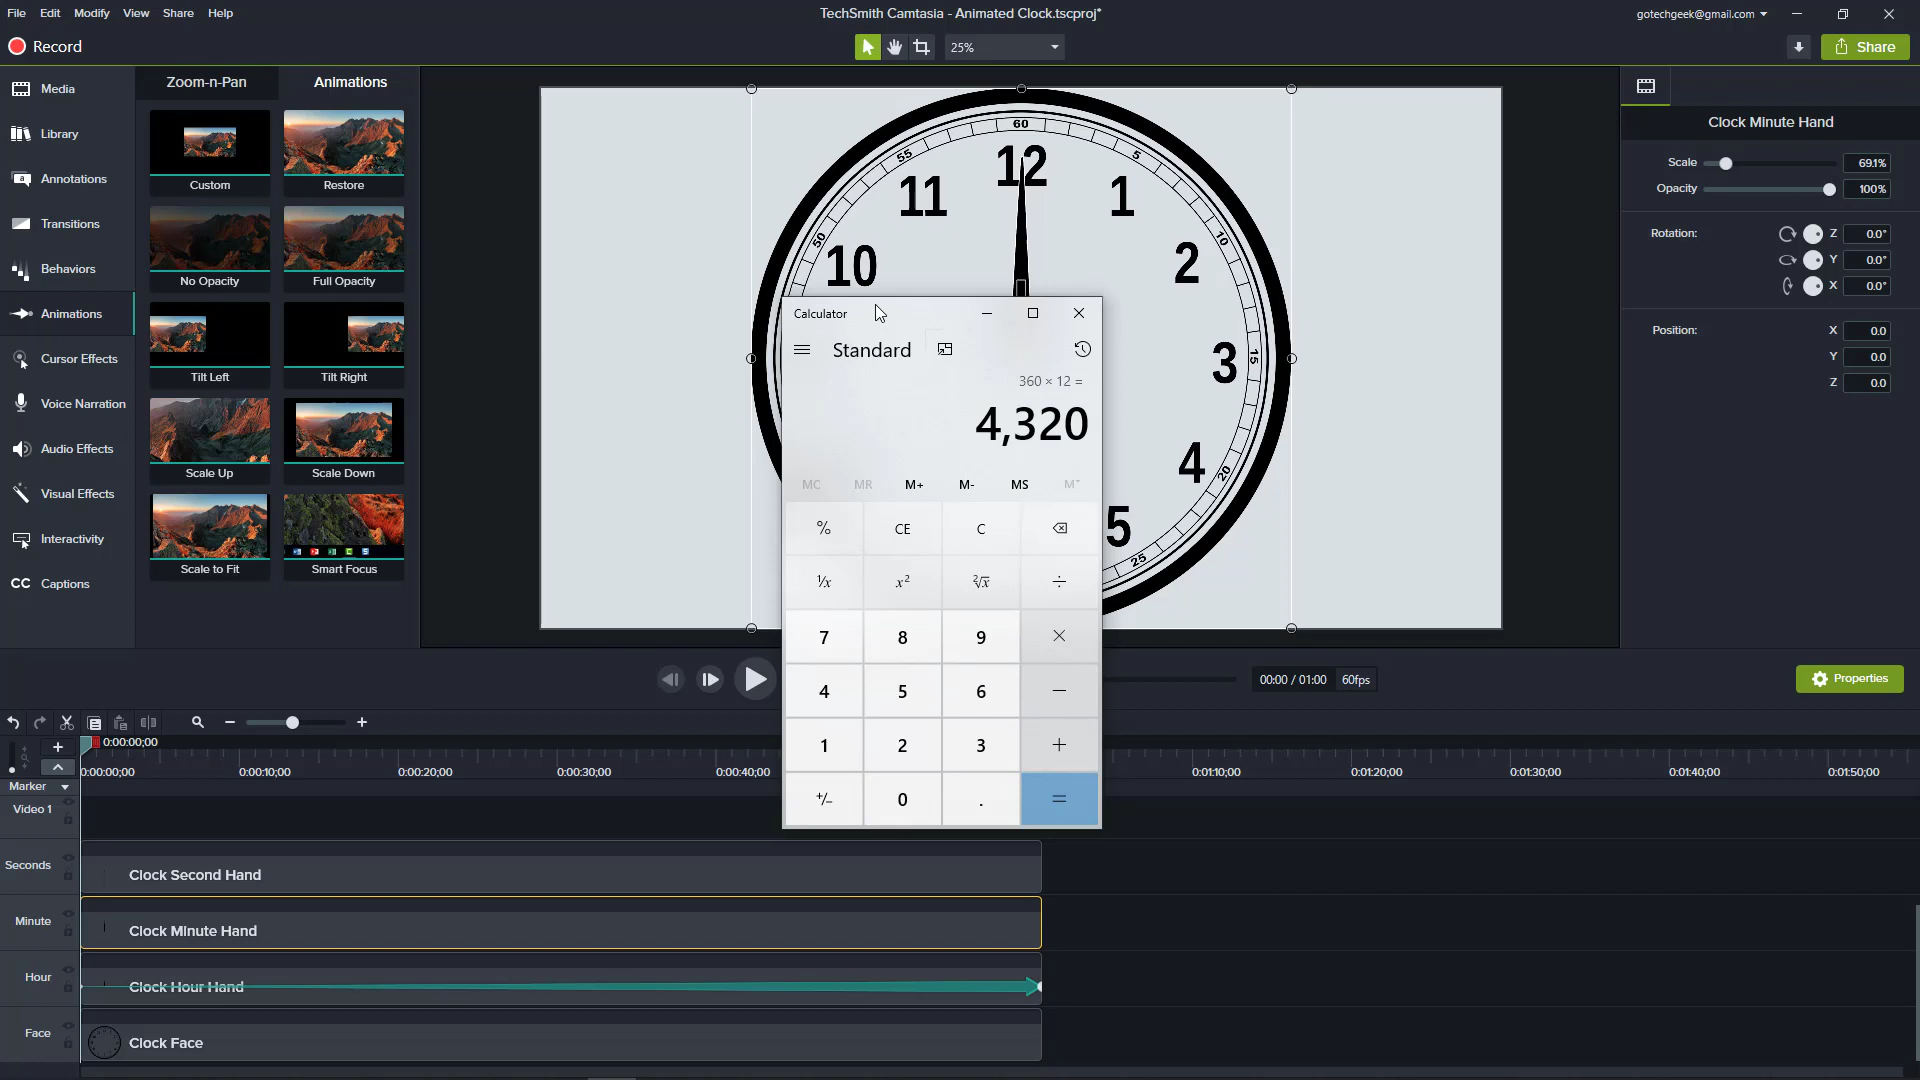 File Edit Modify View Share Help
TechSmith Camtasia - Animated Clock.tscproj*
gotechgeek@gmail.com
Record
25%
Share
Media
Library
Annotations
Transitions
Behaviors
Animations
Cursor Effects
Voice Narration
Audio Effects
Visual Effects
Interactivity
CC Captions
Zoom-n-Pan
Animations
Custom
Restore
No Opacity
Full Opacity
Tilt Left
Tilt Right
Scale Up
Scale Down
Scale to Fit
Smart Focus
60
5
10
15
20
25
50
55
12
1
2
3
4
5
10
11
Calculator
Standard
360 × 12 =
4,320
MC MR M+ M- MS M˅
% CE C
¹/x x² ²√x ÷
7 8 9 ×
4 5 6 −
1 2 3 +
+/− 0 . =
Clock Minute Hand
Scale 69.1%
Opacity 100%
Rotation: Z 0.0°
Y 0.0°
X 0.0°
Position: X 0.0
Y 0.0
Z 0.0
00:00 / 01:00 60fps
Properties
0:00:00;00
0:00:00;00 0:00:10;00 0:00:20;00 0:00:30;00 0:00:40;00 0:01:10;00 0:01:20;00 0:01:30;00 0:01:40;00 0:01:50;00
Marker
Video 1
Seconds
Clock Second Hand
Minute
Clock Minute Hand
Hour
Clock Hour Hand
Face
Clock Face